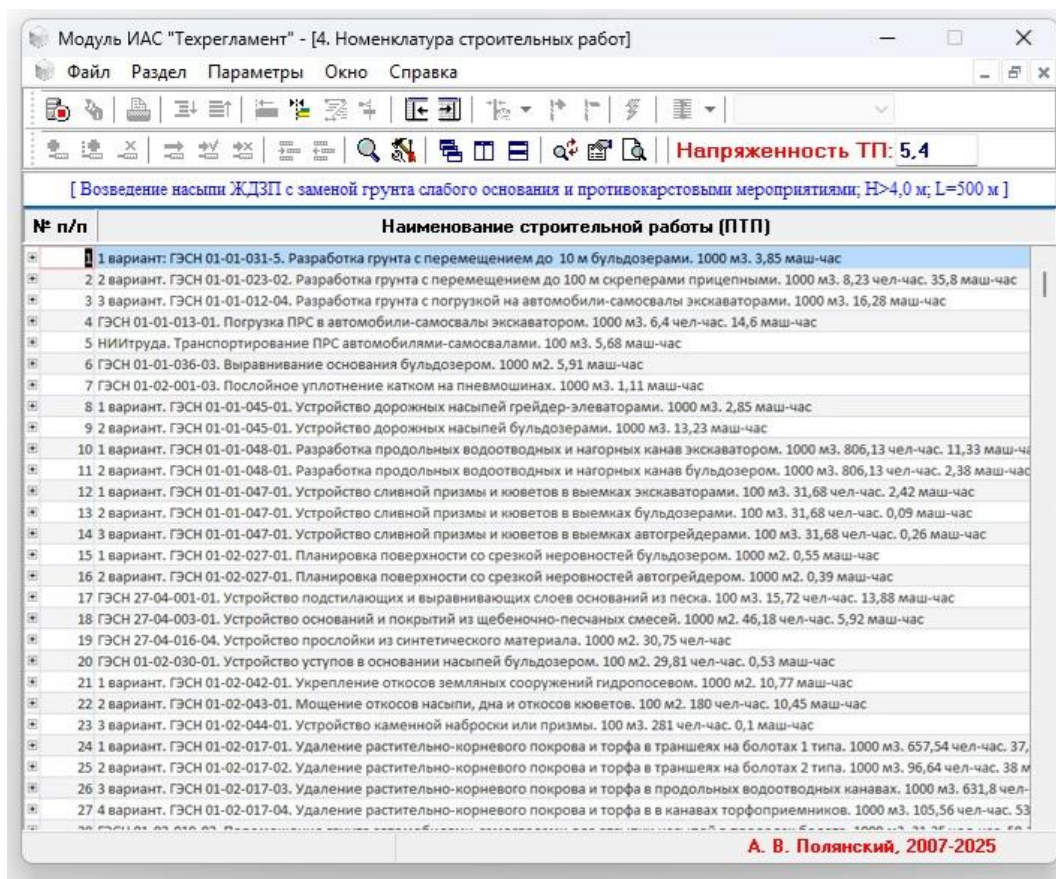 Модуль ИАС "Техрегламент" - [4. Номенклатура строительных работ]
Файл Раздел Параметры Окно Справка
Напряженность ТП: 5,4
[ Возведение насыпи ЖДЗП с заменой грунта слабого основания и противокарстовыми мероприятиями; H>4,0 м; L=500 м ]
№ п/п Наименование строительной работы (ПТП)
1 1 вариант: ГЭСН 01-01-031-5. Разработка грунта с перемещением до 10 м бульдозерами. 1000 м3. 3,85 маш-час
2 2 вариант. ГЭСН 01-01-023-02. Разработка грунта с перемещением до 100 м скреперами прицепными. 1000 м3. 8,23 чел-час. 35,8 маш-час
3 3 вариант. ГЭСН 01-01-012-04. Разработка грунта с погрузкой на автомобили-самосвалы экскаваторами. 1000 м3. 16,28 маш-час
4 ГЭСН 01-01-013-01. Погрузка ПРС в автомобили-самосвалы экскаватором. 1000 м3. 6,4 чел-час. 14,6 маш-час
5 НИИтруда. Транспортирование ПРС автомобилями-самосвалами. 100 м3. 5,68 маш-час
6 ГЭСН 01-01-036-03. Выравнивание основания бульдозером. 1000 м2. 5,91 маш-час
7 ГЭСН 01-02-001-03. Послойное уплотнение катком на пневмошинах. 1000 м3. 1,11 маш-час
8 1 вариант. ГЭСН 01-01-045-01. Устройство дорожных насыпей грейдер-элеваторами. 1000 м3. 2,85 маш-час
9 2 вариант. ГЭСН 01-01-045-01. Устройство дорожных насыпей бульдозерами. 1000 м3. 13,23 маш-час
10 1 вариант. ГЭСН 01-01-048-01. Разработка продольных водоотводных и нагорных канав экскаватором. 1000 м3. 806,13 чел-час. 11,33 маш-ча
11 2 вариант. ГЭСН 01-01-048-01. Разработка продольных водоотводных и нагорных канав бульдозером. 1000 м3. 806,13 чел-час. 2,38 маш-час
12 1 вариант. ГЭСН 01-01-047-01. Устройство сливной призмы и кюветов в выемках экскаваторами. 100 м3. 31,68 чел-час. 2,42 маш-час
13 2 вариант. ГЭСН 01-01-047-01. Устройство сливной призмы и кюветов в выемках бульдозерами. 100 м3. 31,68 чел-час. 0,09 маш-час
14 3 вариант. ГЭСН 01-01-047-01. Устройство сливной призмы и кюветов в выемках автогрейдерами. 100 м3. 31,68 чел-час. 0,26 маш-час
15 1 вариант. ГЭСН 01-02-027-01. Планировка поверхности со срезкой неровностей бульдозером. 1000 м2. 0,55 маш-час
16 2 вариант. ГЭСН 01-02-027-01. Планировка поверхности со срезкой неровностей автогрейдером. 1000 м2. 0,39 маш-час
17 ГЭСН 27-04-001-01. Устройство подстилающих и выравнивающих слоев оснований из песка. 100 м3. 15,72 чел-час. 13,88 маш-час
18 ГЭСН 27-04-003-01. Устройство оснований и покрытий из щебеночно-песчаных смесей. 1000 м2. 46,18 чел-час. 5,92 маш-час
19 ГЭСН 27-04-016-04. Устройство прослойки из синтетического материала. 1000 м2. 30,75 чел-час
20 ГЭСН 01-02-030-01. Устройство уступов в основании насыпей бульдозером. 100 м2. 29,81 чел-час. 0,53 маш-час
21 1 вариант. ГЭСН 01-02-042-01. Укрепление откосов земляных сооружений гидропосевом. 1000 м2. 10,77 маш-час
22 2 вариант. ГЭСН 01-02-043-01. Мощение откосов насыпи, дна и откосов кюветов. 100 м2. 180 чел-час. 10,45 маш-час
23 3 вариант. ГЭСН 01-02-044-01. Устройство каменной наброски или призмы. 100 м3. 281 чел-час. 0,1 маш-час
24 1 вариант. ГЭСН 01-02-017-01. Удаление растительно-корневого покрова и торфа в траншеях на болотах 1 типа. 1000 м3. 657,54 чел-час. 37,
25 2 вариант. ГЭСН 01-02-017-02. Удаление растительно-корневого покрова и торфа в траншеях на болотах 2 типа. 1000 м3. 96,64 чел-час. 38 м
26 3 вариант. ГЭСН 01-02-017-03. Удаление растительно-корневого покрова и торфа в продольных водоотводных канавах. 1000 м3. 631,8 чел-
27 4 вариант. ГЭСН 01-02-017-04. Удаление растительно-корневого покрова и торфа в в канавах торфоприемников. 1000 м3. 105,56 чел-час. 53
А. В. Полянский, 2007-2025